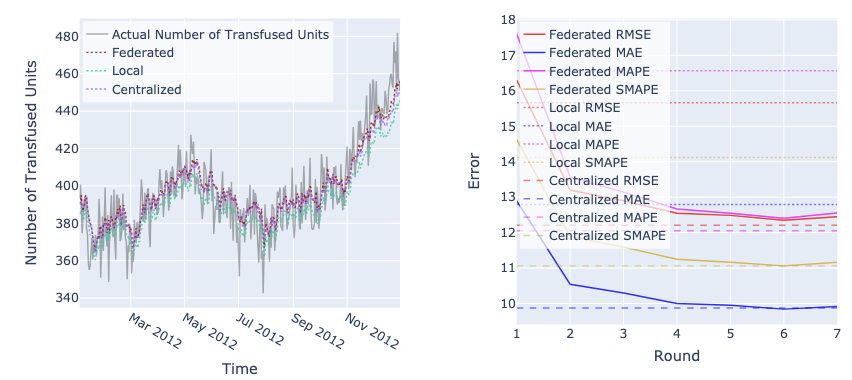 Actual Number of Transfused Units
Federated
Local
Centralized
480
460
440
420
400
380
360
340
Number of Transfused Units
Mar 2012
May 2012
Jul 2012
Sep 2012
Nov 2012
Time
Federated RMSE
Federated MAE
Federated MAPE
Federated SMAPE
Local RMSE
Local MAE
Local MAPE
Local SMAPE
Centralized RMSE
Centralized MAE
Centralized MAPE
Centralized SMAPE
18
17
16
15
14
13
12
11
10
Error
1
2
3
4
5
6
7
Round